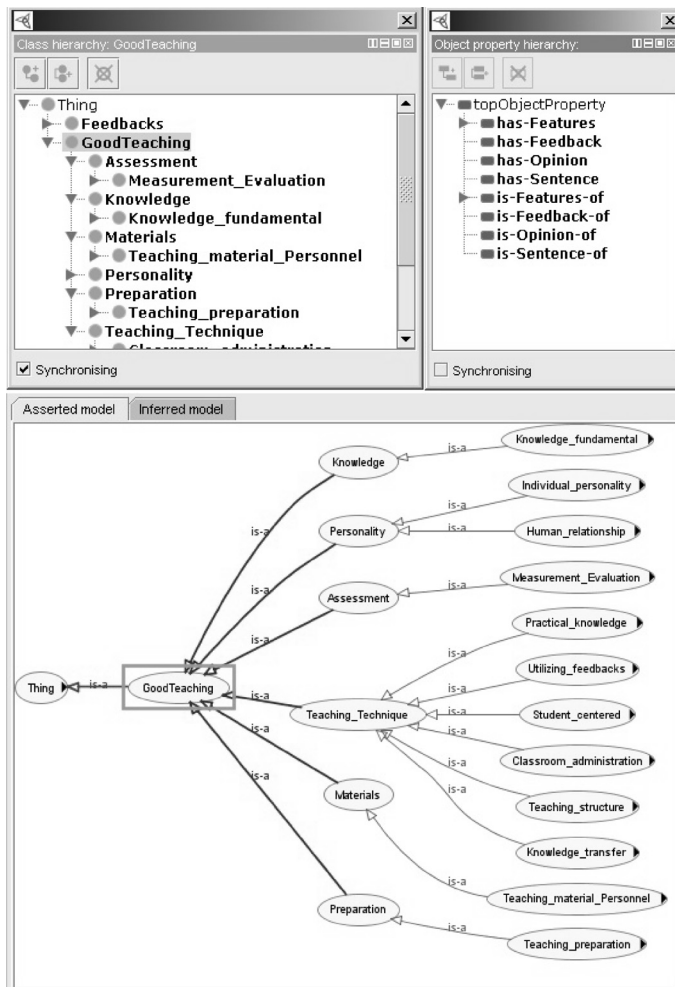 Class hierarchy: GoodTeaching
Thing
Feedbacks
GoodTeaching
Assessment
Measurement_Evaluation
Knowledge
Knowledge_fundamental
Materials
Teaching_material_Personnel
Personality
Preparation
Teaching_preparation
Teaching_Technique
Classroom_administration
Synchronising
Object property hierarchy:
topObjectProperty
has-Features
has-Feedback
has-Opinion
has-Sentence
is-Features-of
is-Feedback-of
is-Opinion-of
is-Sentence-of
Synchronising
Asserted model Inferred model
Knowledge_fundamental
is-a
Knowledge
Individual_personality
is-a
is-a
Personality
is-a
Human_relationship
is-a
Measurement_Evaluation
is-a
Assessment
Practical_knowledge
is-a
is-a
Utilizing_feedbacks
is-a
Thing
is-a
GoodTeaching
is-a
Teaching_Technique
is-a
Student_centered
is-a
is-a
Classroom_administration
is-a
is-a
Materials
Teaching_structure
is-a
Knowledge_transfer
is-a
Teaching_material_Personnel
Preparation
is-a
Teaching_preparation